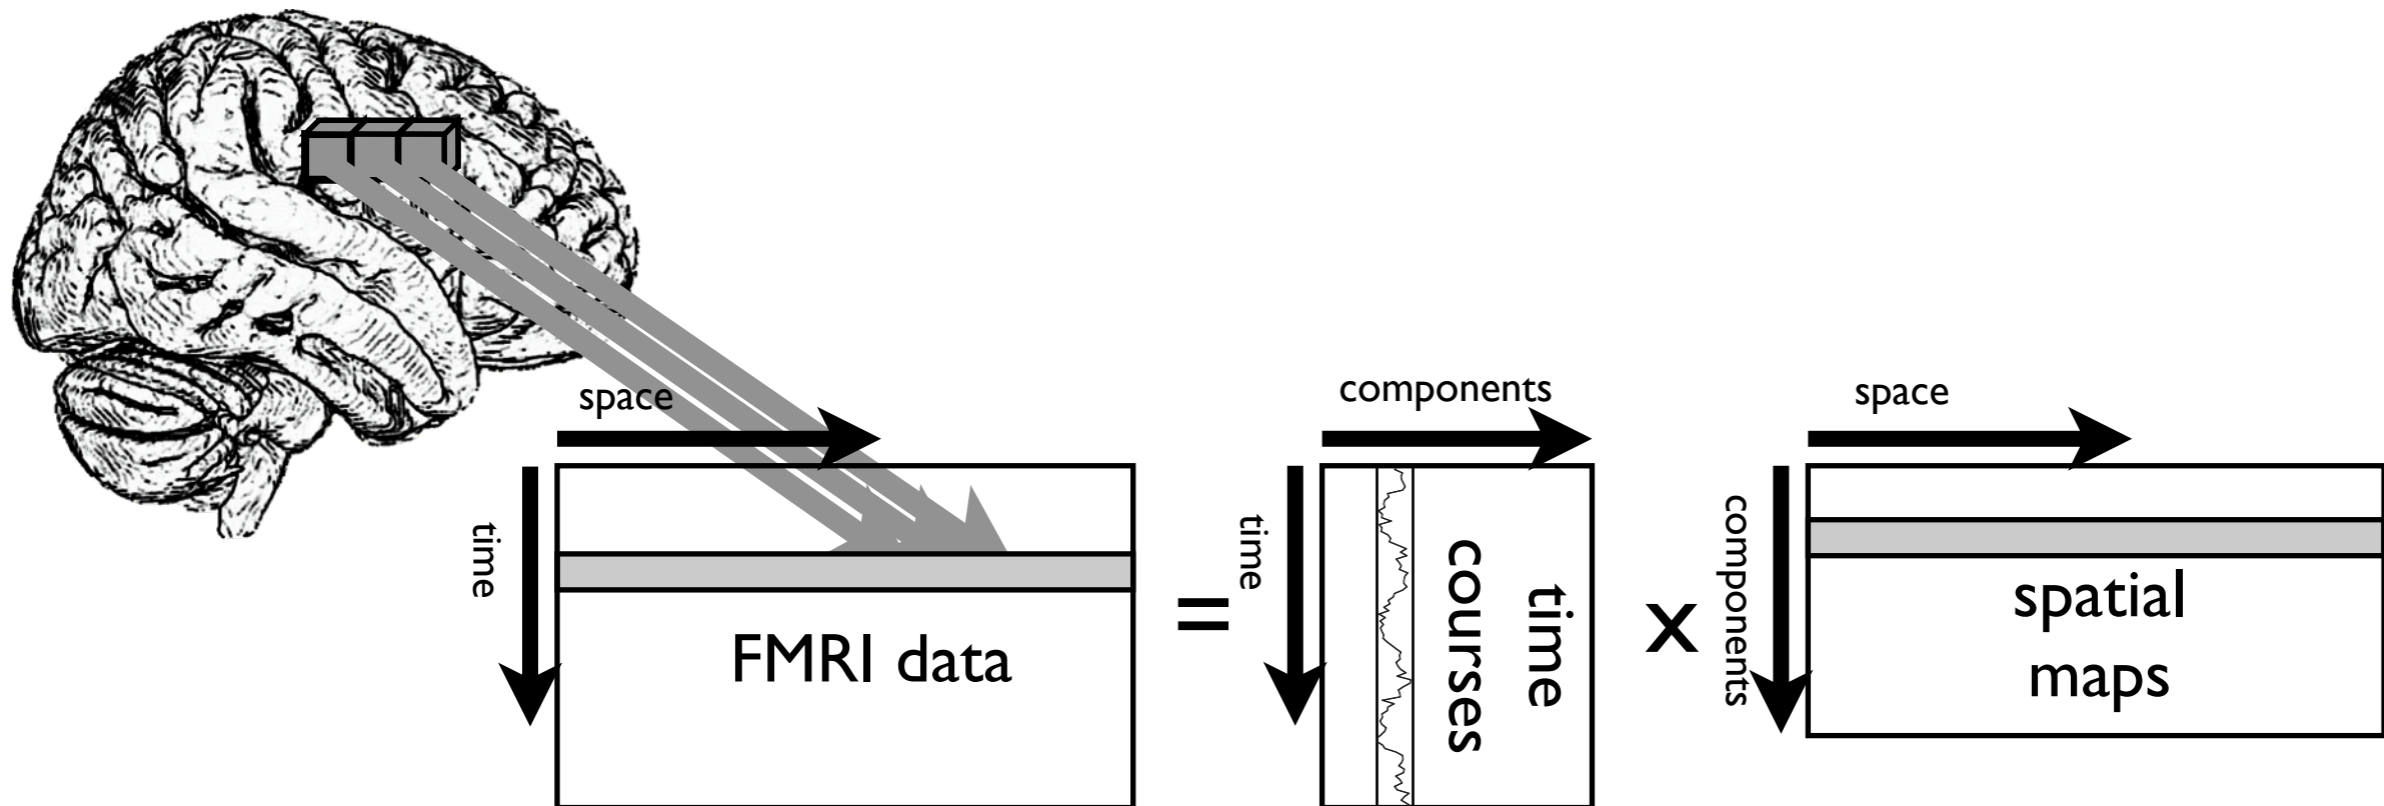 space
time
FMRI data
=
components
time
time
courses
x
space
components
spatial
maps